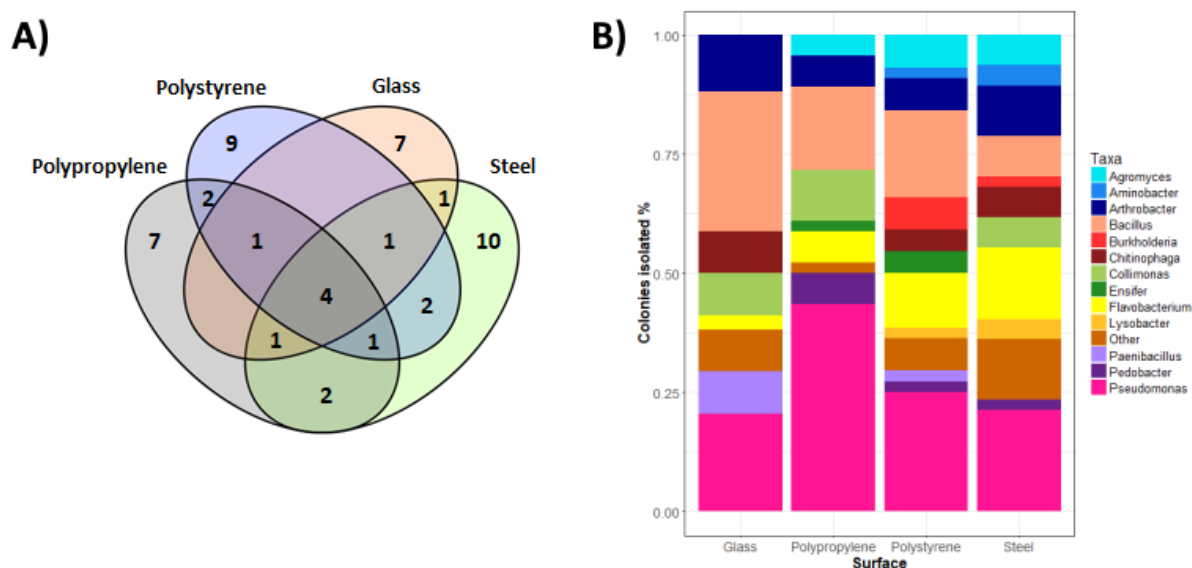 A)
Polystyrene
Glass
Polypropylene
Steel
9
7
2
1
7
1
1
10
4
2
1
1
2
B)
Colonies isolated %
1.00
0.75
0.50
0.25
0.00
Glass
Polypropylene
Polystyrene
Steel
Surface
Taxa
Agromyces
Aminobacter
Arthrobacter
Bacillus
Burkholderia
Chitinophaga
Collimonas
Ensifer
Flavobacterium
Lysobacter
Other
Paenibacillus
Pedobacter
Pseudomonas